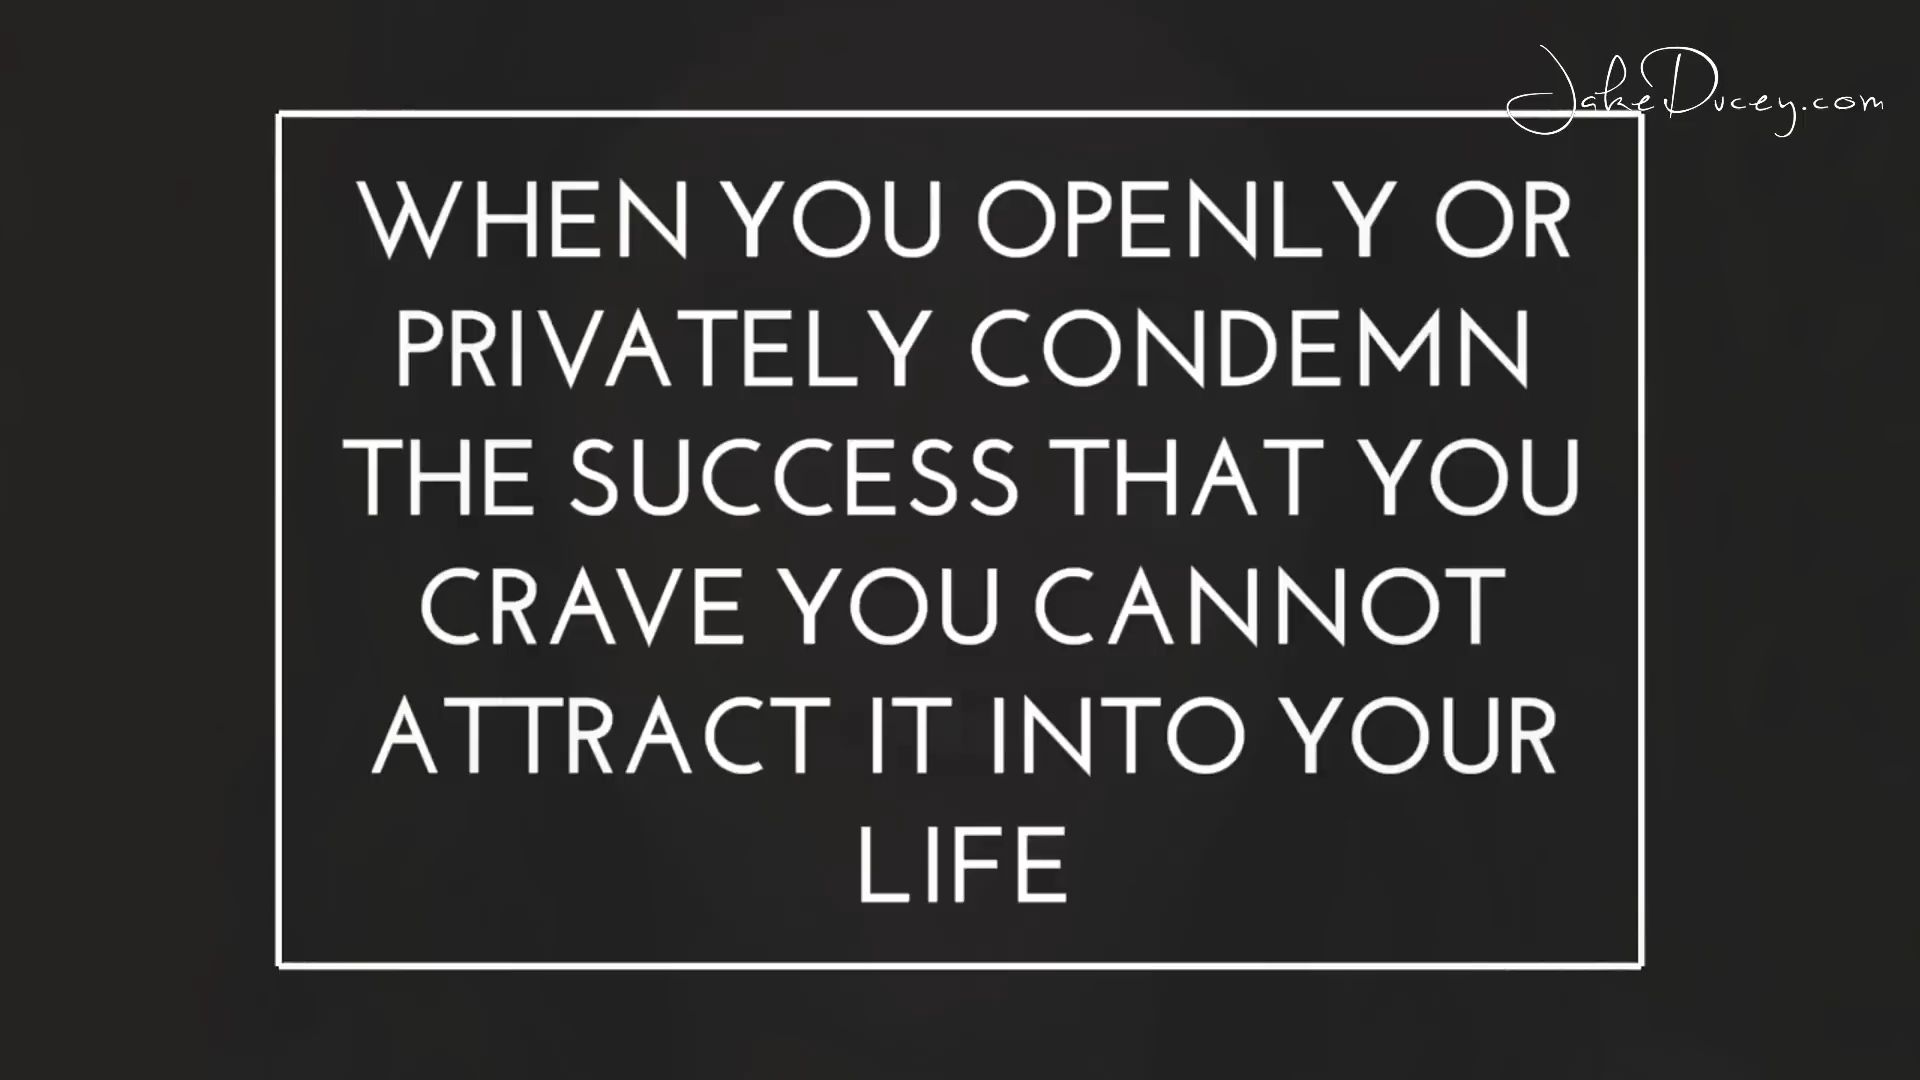 JakeDucey.com
WHEN YOU OPENLY OR
PRIVATELY CONDEMN
THE SUCCESS THAT YOU
CRAVE YOU CANNOT
ATTRACT IT INTO YOUR
LIFE